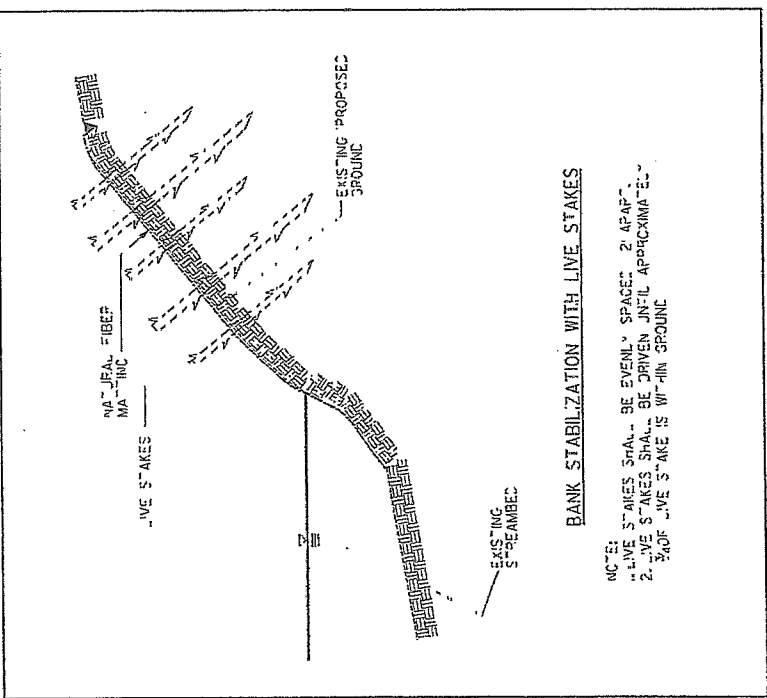 NATURAL FIBER
MATTING
LIVE STAKES
EXISTING PROPOSED
GROUND
EXISTING
STREAMBED
BANK STABILIZATION WITH LIVE STAKES
NOTE:
1. LIVE STAKES SHALL BE EVENLY SPACED 2' APART.
2. LIVE STAKES SHALL BE DRIVEN UNTIL APPROXIMATELY
3/4 OF LIVE STAKE IS WITHIN GROUND